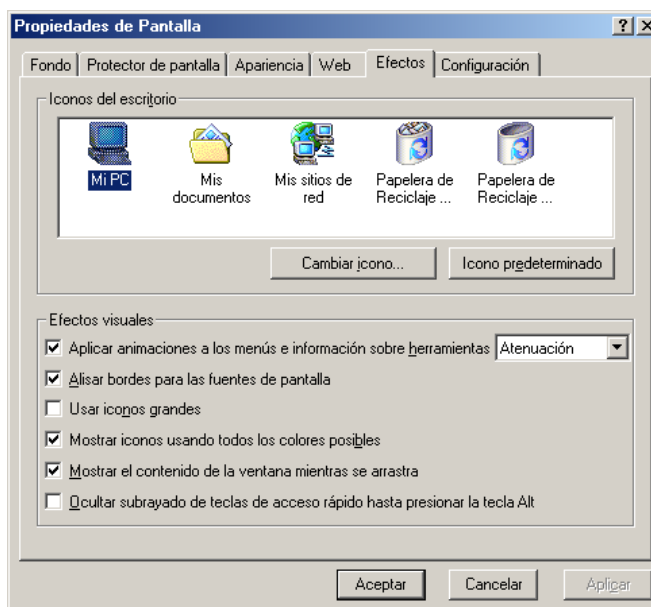 Propiedades de Pantalla
Fondo Protector de pantalla Apariencia Web Efectos Configuración
Iconos del escritorio
Mi PC
Mis documentos
Mis sitios de red
Papelera de Reciclaje ...
Papelera de Reciclaje ...
Cambiar icono... Icono predeterminado
Efectos visuales
Aplicar animaciones a los menús e información sobre herramientas Atenuación
Alisar bordes para las fuentes de pantalla
Usar iconos grandes
Mostrar iconos usando todos los colores posibles
Mostrar el contenido de la ventana mientras se arrastra
Ocultar subrayado de teclas de acceso rápido hasta presionar la tecla Alt
Aceptar Cancelar Aplicar